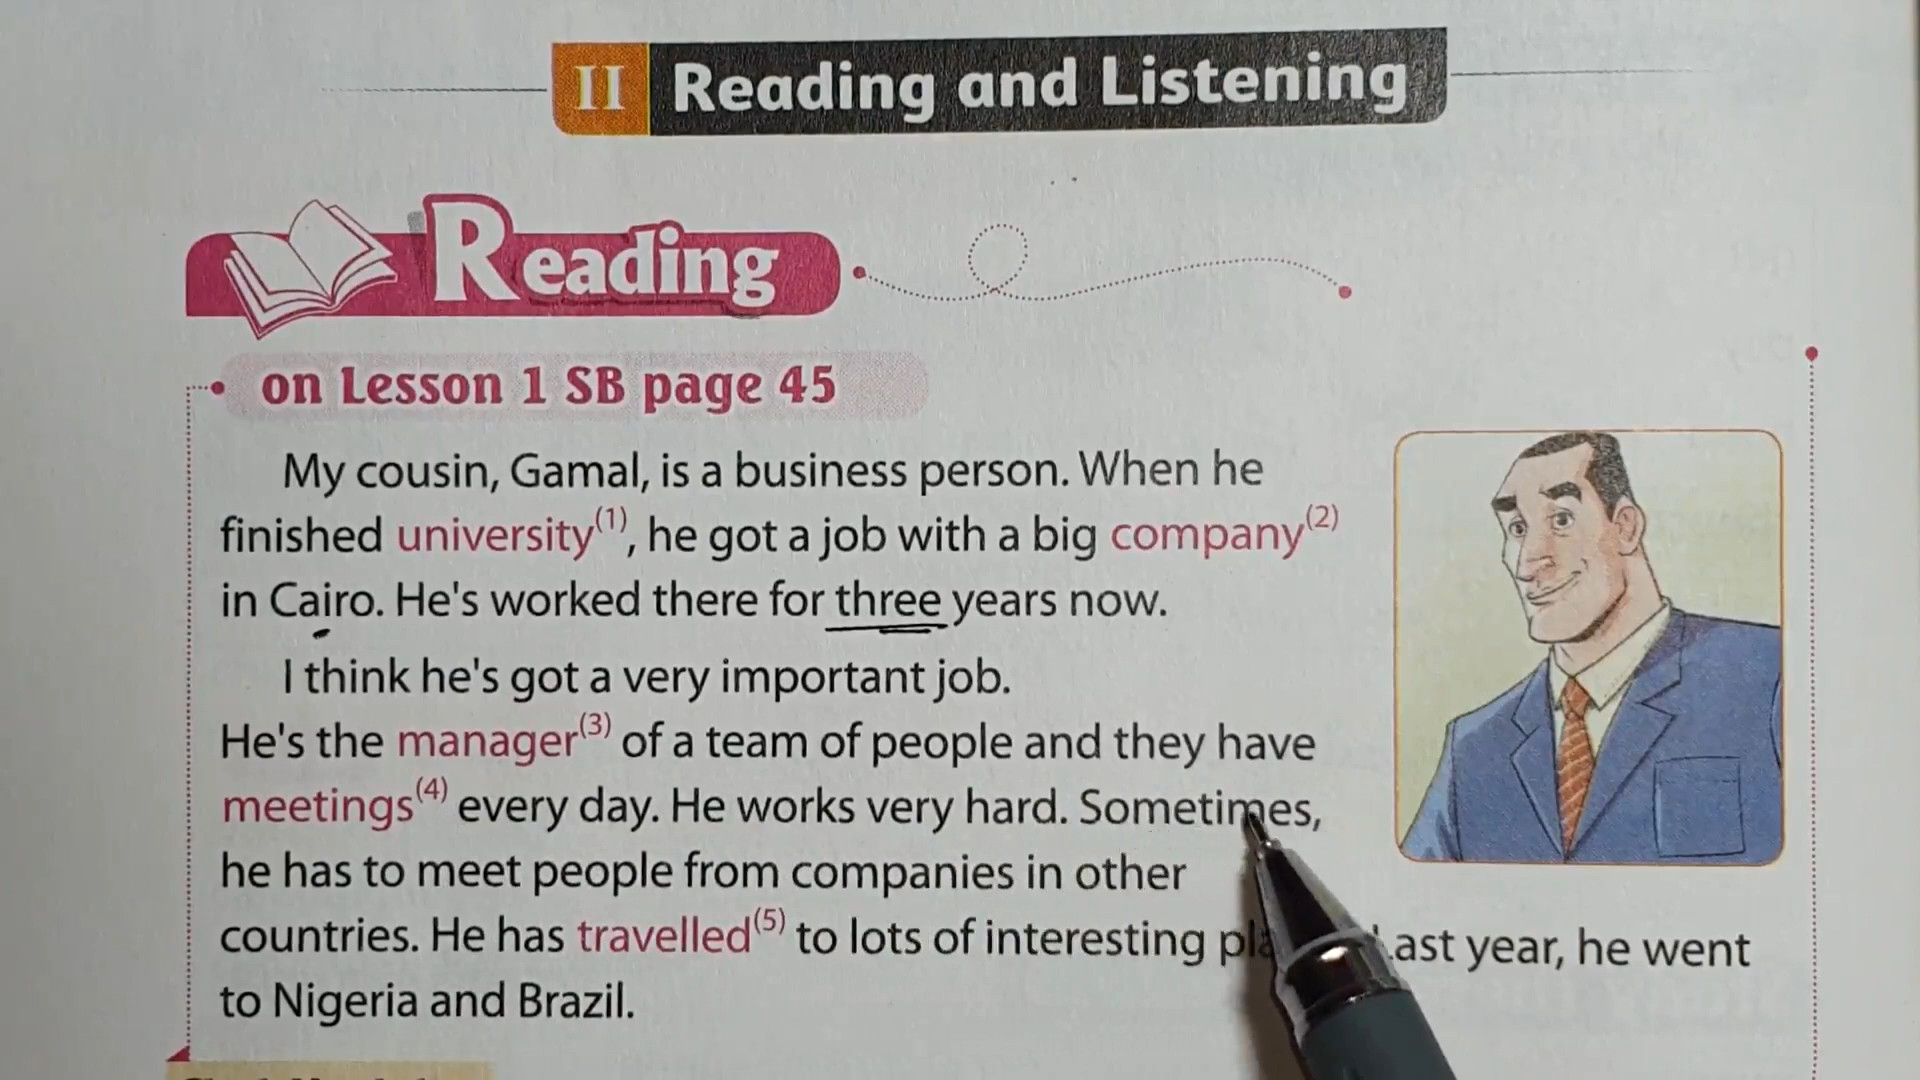 II Reading and Listening
Reading
on Lesson 1 SB page 45
My cousin, Gamal, is a business person. When he
finished university(1), he got a job with a big company(2)
in Cairo. He's worked there for three years now.
I think he's got a very important job.
He's the manager(3) of a team of people and they have
meetings(4) every day. He works very hard. Sometimes,
he has to meet people from companies in other
countries. He has travelled(5) to lots of interesting Last year, he went
to Nigeria and Brazil.